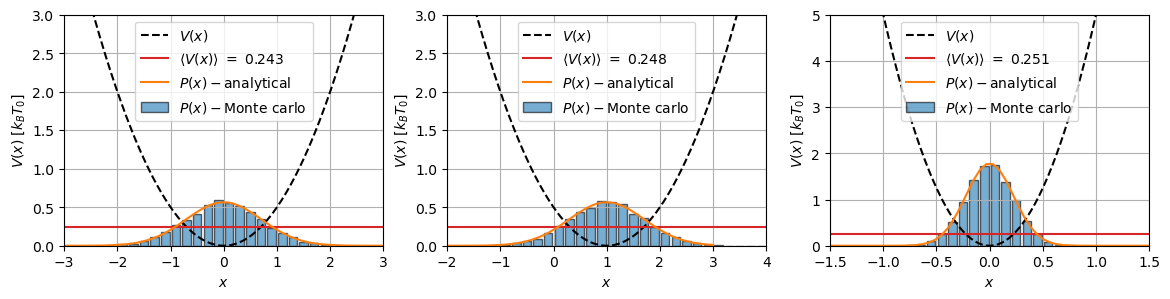 3.0
2.5
2.0
1.5
1.0
0.5
0.0
V(x) [k_BT_0]
-3 -2 -1 0 1 2 3
x
V(x)
⟨V(x)⟩ = 0.243
P(x) − analytical
P(x) − Monte carlo
3.0
2.5
2.0
1.5
1.0
0.5
0.0
V(x) [k_BT_0]
-2 -1 0 1 2 3 4
x
V(x)
⟨V(x)⟩ = 0.248
P(x) − analytical
P(x) − Monte carlo
5
4
3
2
1
0
V(x) [k_BT_0]
-1.5 -1.0 -0.5 0.0 0.5 1.0 1.5
x
V(x)
⟨V(x)⟩ = 0.251
P(x) − analytical
P(x) − Monte carlo